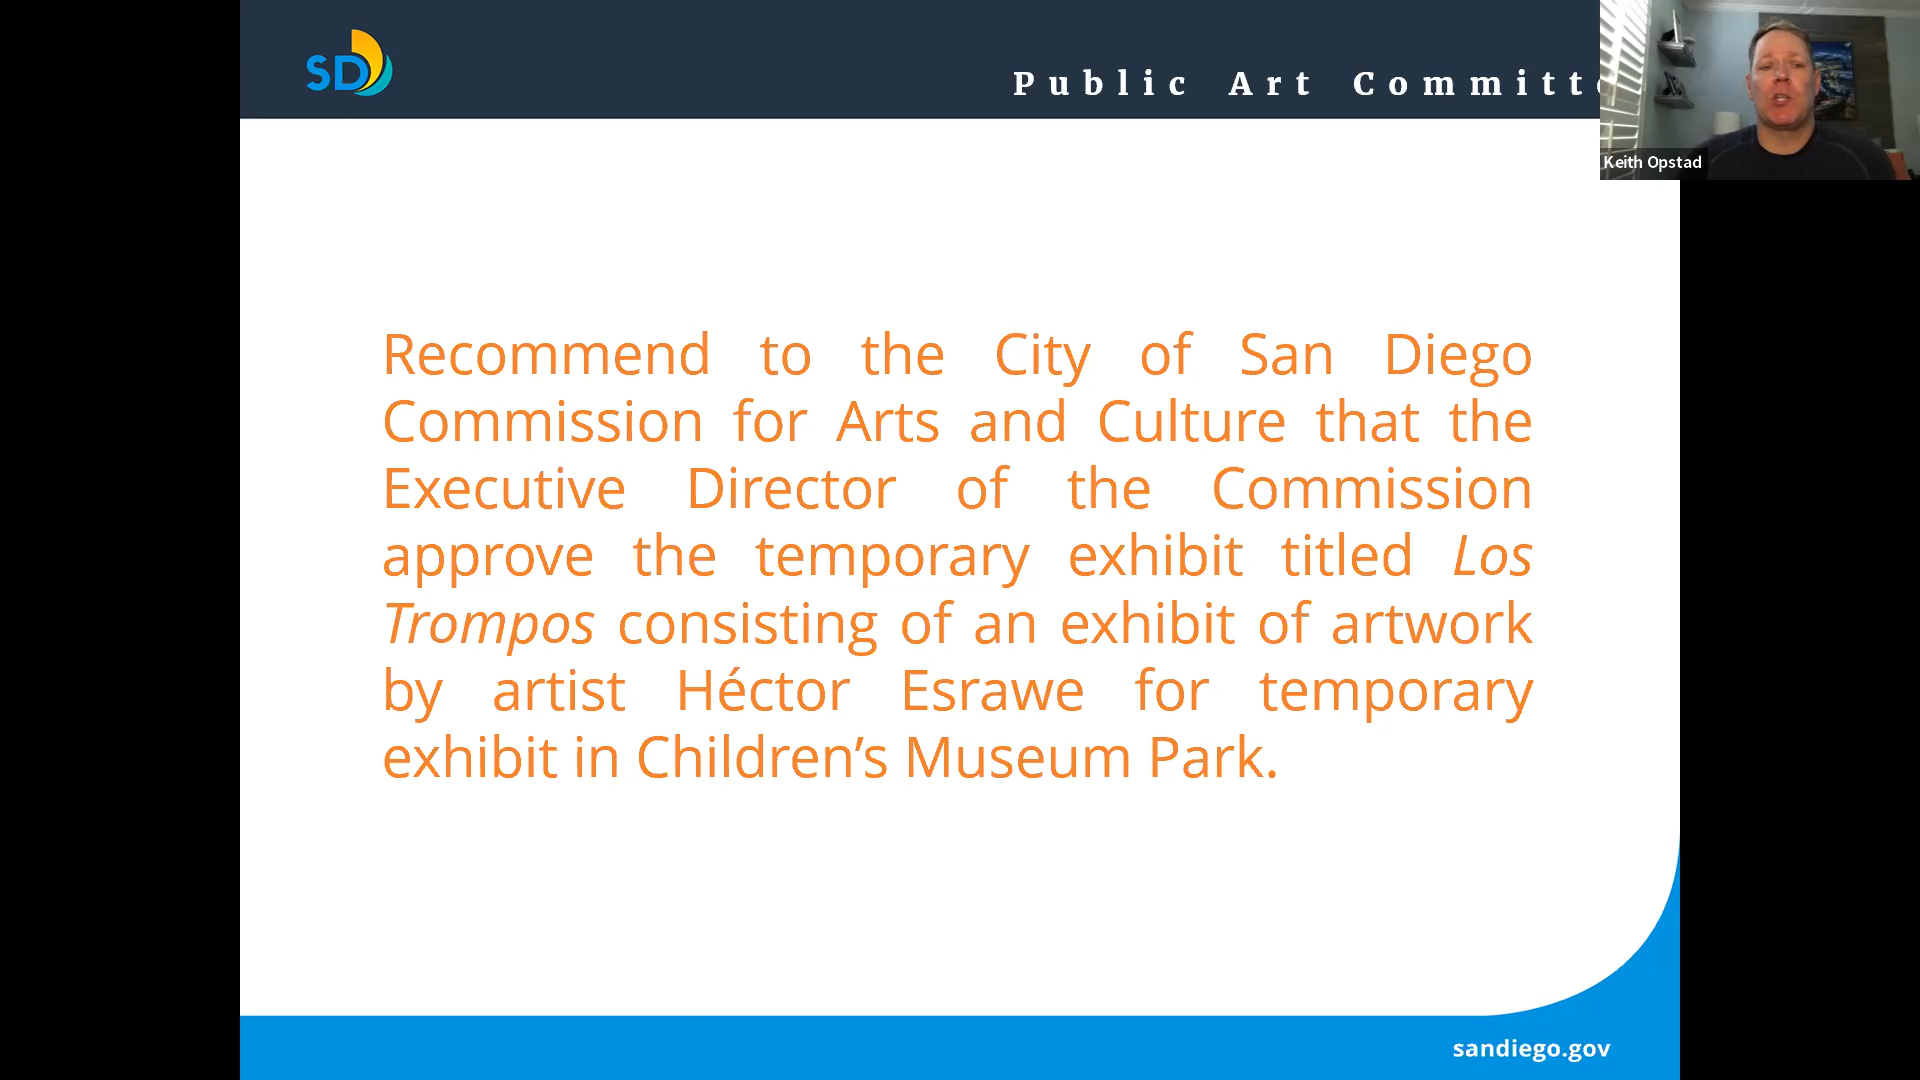 SD
Public Art Committe
Keith Opstad
Recommend to the City of San Diego
Commission for Arts and Culture that the
Executive Director of the Commission
approve the temporary exhibit titled Los
Trompos consisting of an exhibit of artwork
by artist Héctor Esrawe for temporary
exhibit in Children’s Museum Park.
sandiego.gov